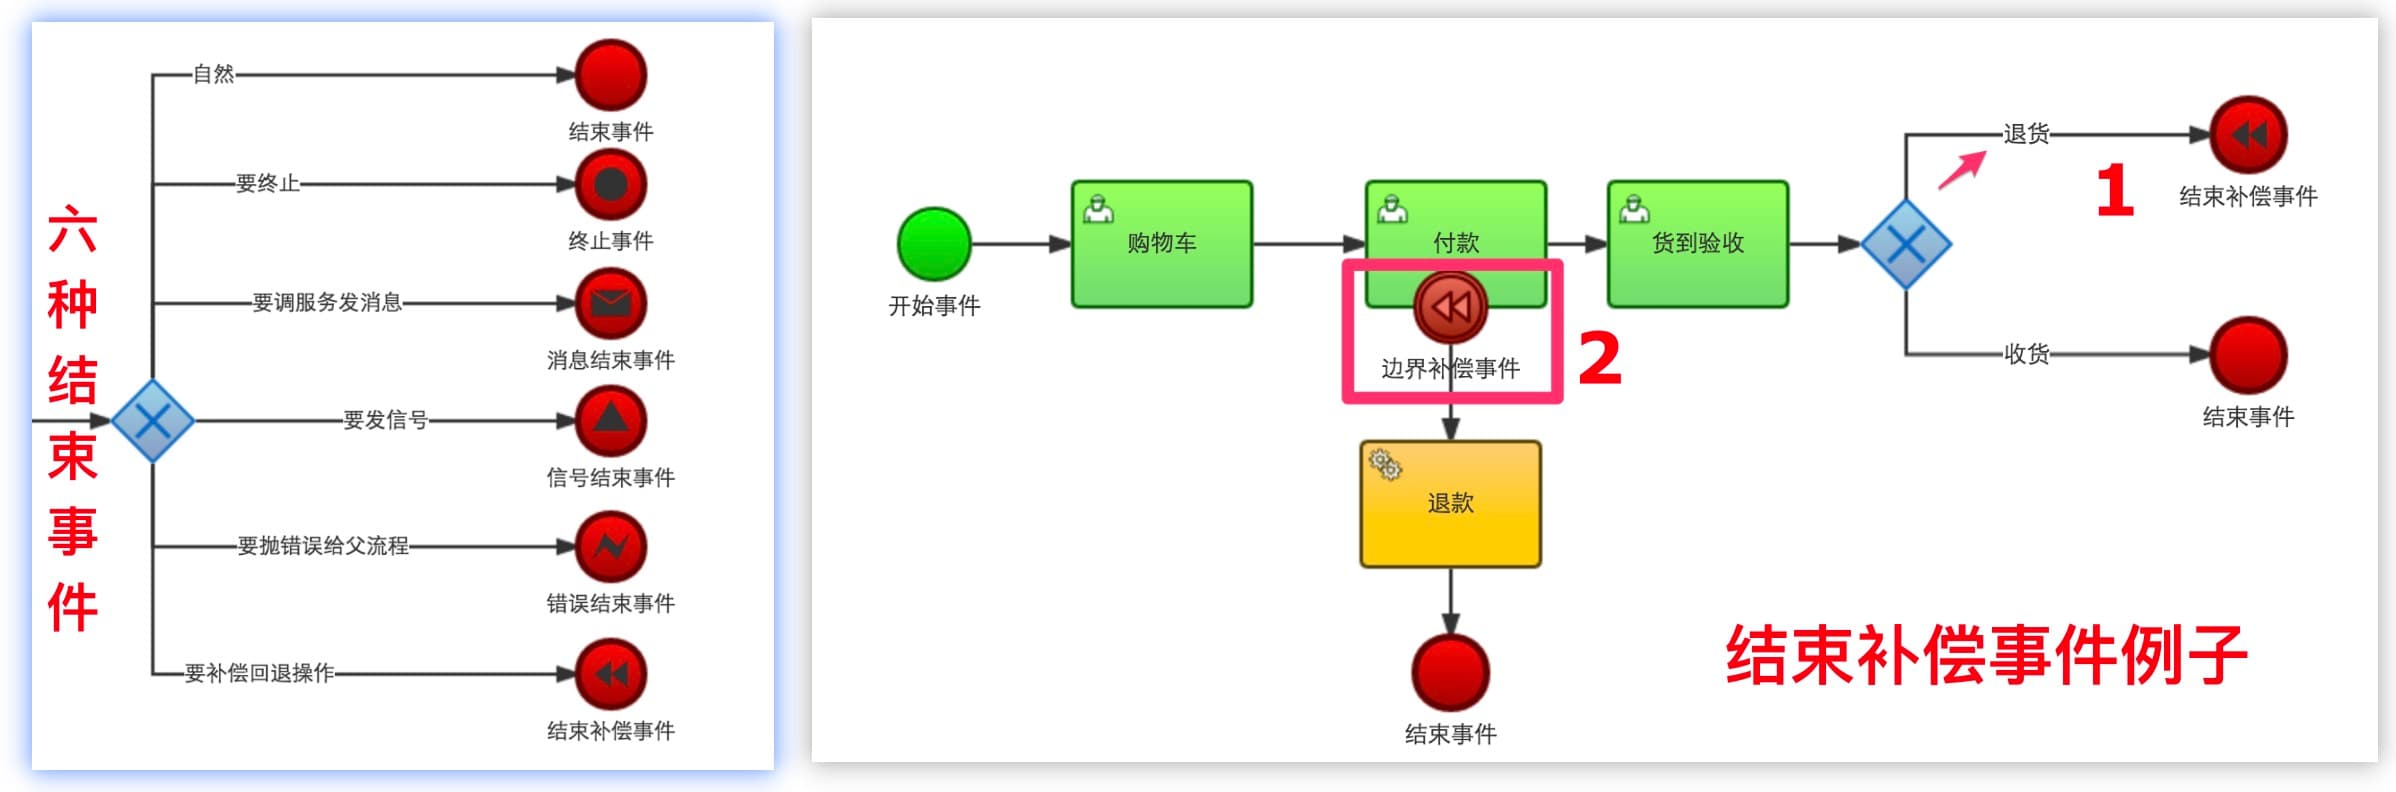 六种结束事件
自然
结束事件
要终止
终止事件
要调服务发消息
消息结束事件
要发信号
信号结束事件
要抛错误给父流程
错误结束事件
要补偿回退操作
结束补偿事件
开始事件
购物车
付款
货到验收
边界补偿事件
2
退款
结束事件
退货
1
结束补偿事件
收货
结束事件
结束补偿事件例子